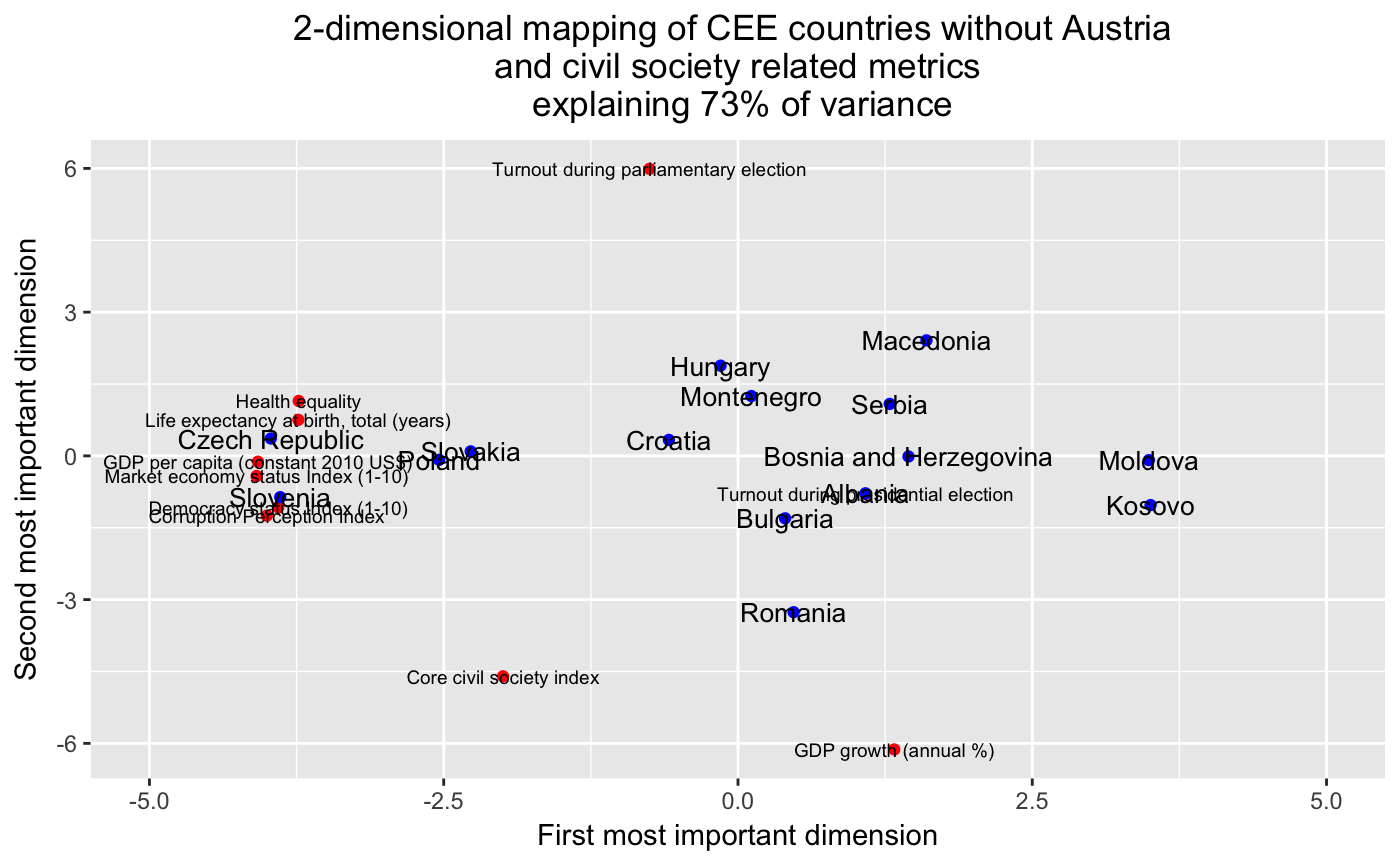 2-dimensional mapping of CEE countries without Austria
and civil society related metrics
explaining 73% of variance
Second most important dimension
6
3
0
-3
-6
Turnout during parliamentary election
Macedonia
Hungary
Montenegro
Health equality
Serbia
Life expectancy at birth, total (years)
Czech Republic
Croatia
Slovakia
Poland
GDP per capita (constant 2010 US$)
Bosnia and Herzegovina
Moldova
Market economy status Index (1-10)
Slovenia
Turnout during presidential election
Albania
Democracy status Index (1-10)
Corruption Perception Index
Kosovo
Bulgaria
Romania
Core civil society index
GDP growth (annual %)
-5.0
-2.5
0.0
2.5
5.0
First most important dimension